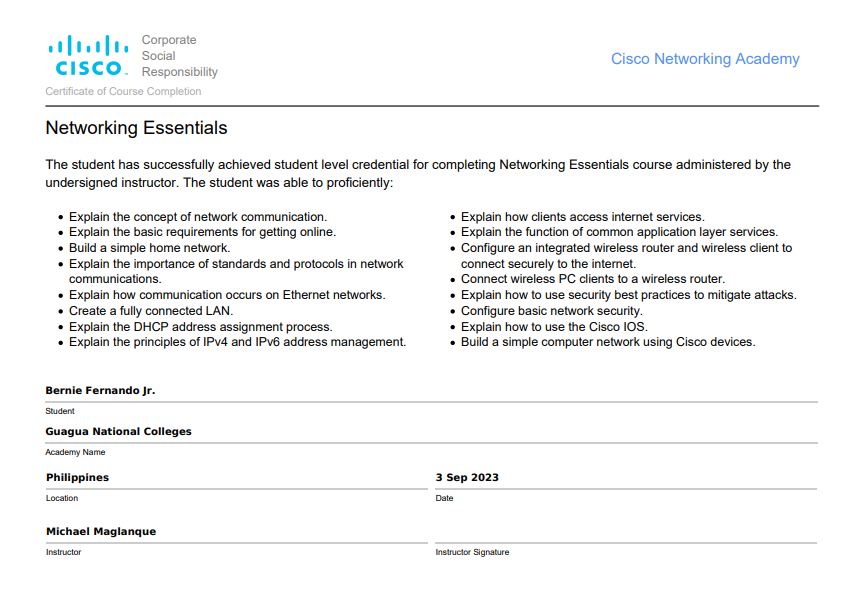 Corporate
Social
Responsibility
CISCO
Cisco Networking Academy
Certificate of Course Completion
Networking Essentials
The student has successfully achieved student level credential for completing Networking Essentials course administered by the
undersigned instructor. The student was able to proficiently:
• Explain the concept of network communication.
• Explain the basic requirements for getting online.
• Build a simple home network.
• Explain the importance of standards and protocols in network
communications.
• Explain how communication occurs on Ethernet networks.
• Create a fully connected LAN.
• Explain the DHCP address assignment process.
• Explain the principles of IPv4 and IPv6 address management.
• Explain how clients access internet services.
• Explain the function of common application layer services.
• Configure an integrated wireless router and wireless client to
connect securely to the internet.
• Connect wireless PC clients to a wireless router.
• Explain how to use security best practices to mitigate attacks.
• Configure basic network security.
• Explain how to use the Cisco IOS.
• Build a simple computer network using Cisco devices.
Bernie Fernando Jr.
Student
Guagua National Colleges
Academy Name
Philippines
Location
3 Sep 2023
Date
Michael Maglanque
Instructor
Instructor Signature